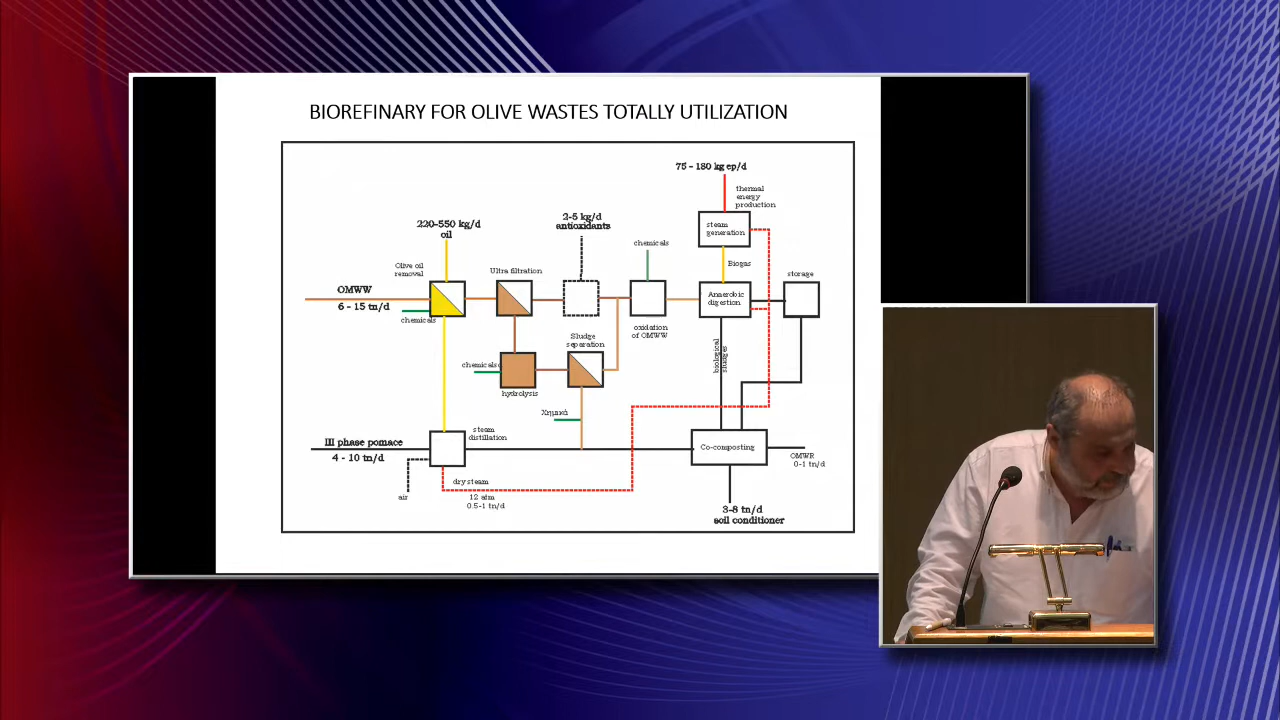 BIOREFINARY FOR OLIVE WASTES TOTALLY UTILIZATION
75 - 180 kg ep/d
thermal
energy
production
220-550 kg/d
oil
2-5 kg/d
antioxidants
steam
generation
chemicals
Olive oil
removal
Ultra filtration
Biogas
storage
OMWW
6 - 15 tn/d
Anaerobic
digestion
chemicals
oxidation
of OMWW
Sludge
separation
biological
sludges
chemicals
hydrolysis
Χημικά
steam
distillation
III phase pomace
4 - 10 tn/d
Co-composting
OMWR
0-1 tn/d
dry steam
air
12 atm
0.5-1 tn/d
3-8 tn/d
soil conditioner